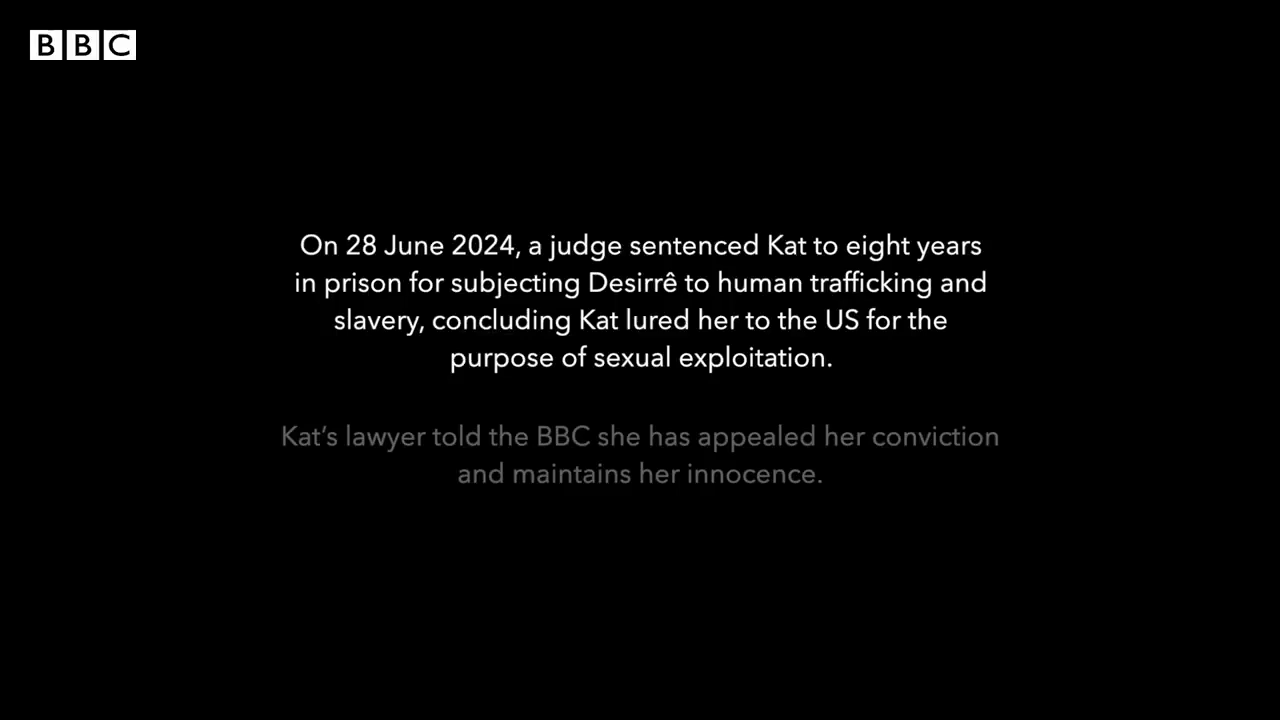 BBC
On 28 June 2024, a judge sentenced Kat to eight years
in prison for subjecting Desirrê to human trafficking and
slavery, concluding Kat lured her to the US for the
purpose of sexual exploitation.
Kat’s lawyer told the BBC she has appealed her conviction
and maintains her innocence.